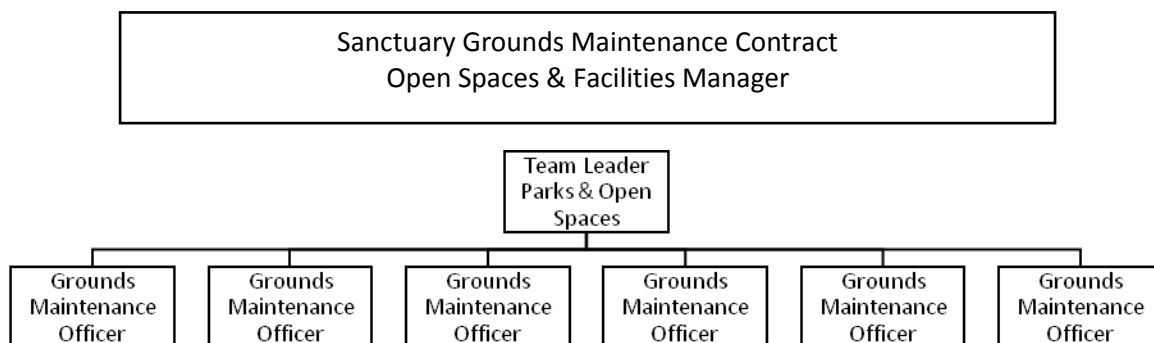 Sanctuary Grounds Maintenance Contract
Open Spaces & Facilities Manager
Team Leader
Parks & Open
Spaces
Grounds
Maintenance
Officer
Grounds
Maintenance
Officer
Grounds
Maintenance
Officer
Grounds
Maintenance
Officer
Grounds
Maintenance
Officer
Grounds
Maintenance
Officer